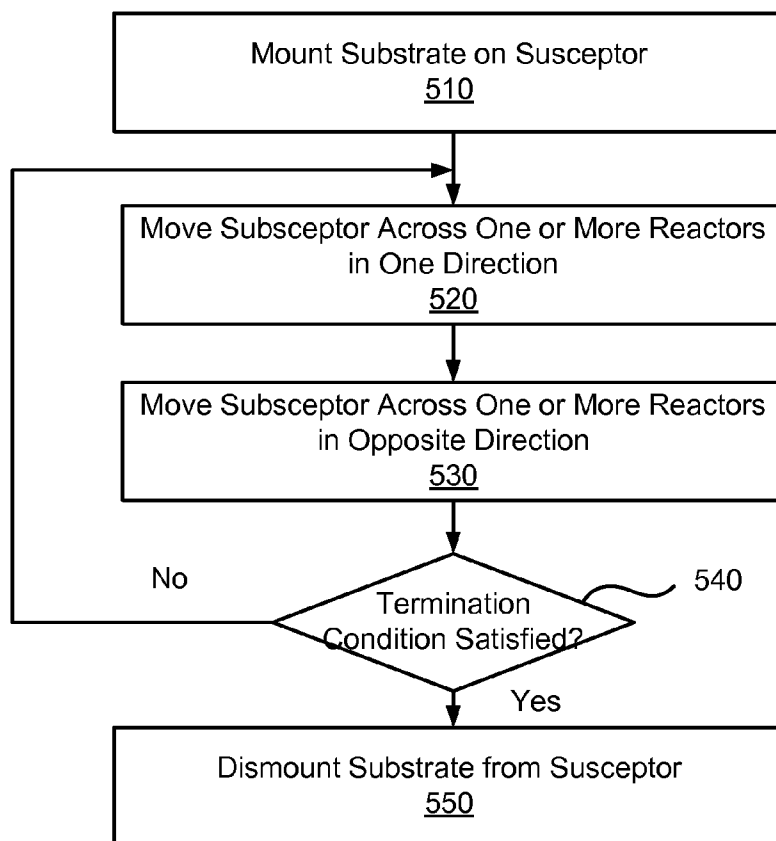 Mount Substrate on Susceptor
510
Move Subsceptor Across One or More Reactors
in One Direction
520
Move Subsceptor Across One or More Reactors
in Opposite Direction
530
No
540
Termination
Condition Satisfied?
Yes
Dismount Substrate from Susceptor
550